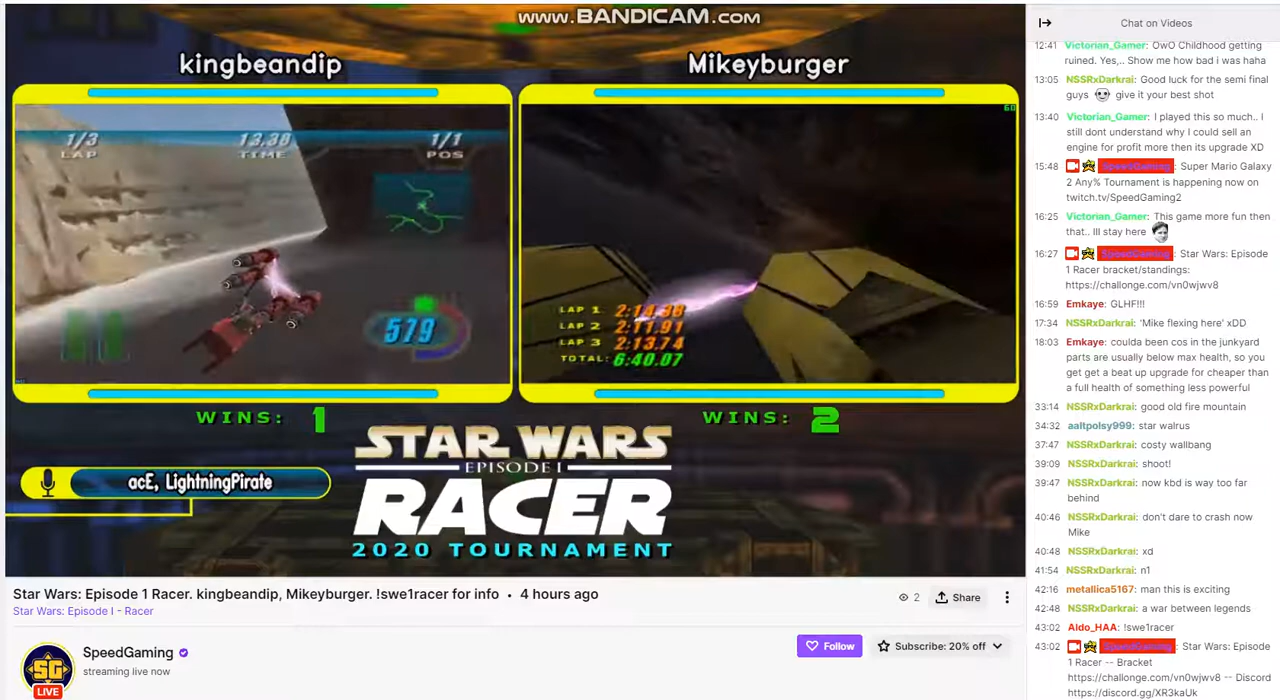 www.BANDICAM.com
kingbeandip
Mikeyburger
1/3
LAP
13.38
TIME
1/1
POS
579
60
LAP 1 2:14.38
LAP 2 2:11.91
LAP 3 2:13.74
TOTAL: 6:40.07
WINS: 1
WINS: 2
acE, LightningPirate
STAR WARS
EPISODE I
RACER
2020 TOURNAMENT
Star Wars: Episode 1 Racer. kingbeandip, Mikeyburger. !swe1racer for info • 4 hours ago
Star Wars: Episode I - Racer
2
Share
SG
LIVE
SpeedGaming
streaming live now
Follow
Subscribe: 20% off
Chat on Videos
12:41 Victorian_Gamer: OwO Childhood getting
ruined. Yes,.. Show me how bad i was haha
13:05 NSSRxDarkrai: Good luck for the semi final
guys give it your best shot
13:40 Victorian_Gamer: I played this so much.. I
still dont understand why I could sell an
engine for profit more then its upgrade XD
15:48 SpeedGaming: Super Mario Galaxy
2 Any% Tournament is happening now on
twitch.tv/SpeedGaming2
16:25 Victorian_Gamer: This game more fun then
that.. Ill stay here
16:27 SpeedGaming: Star Wars: Episode
1 Racer bracket/standings:
https://challonge.com/vn0wjwv8
16:59 Emkaye: GLHF!!!
17:34 NSSRxDarkrai: 'Mike flexing here' xDD
18:03 Emkaye: coulda been cos in the junkyard
parts are usually below max health, so you
get get a beat up upgrade for cheaper than
a full health of something less powerful
33:14 NSSRxDarkrai: good old fire mountain
34:32 aaltpolsy999: star walrus
37:47 NSSRxDarkrai: costy wallbang
39:09 NSSRxDarkrai: shoot!
39:47 NSSRxDarkrai: now kbd is way too far
behind
40:46 NSSRxDarkrai: don't dare to crash now
Mike
40:48 NSSRxDarkrai: xd
41:54 NSSRxDarkrai: n1
42:16 metallica5167: man this is exciting
42:48 NSSRxDarkrai: a war between legends
43:02 Aldo_HAA: !swe1racer
43:02 SpeedGaming: Star Wars: Episode
1 Racer -- Bracket
https://challonge.com/vn0wjwv8 -- Discord
https://discord.gg/XR3kaUk